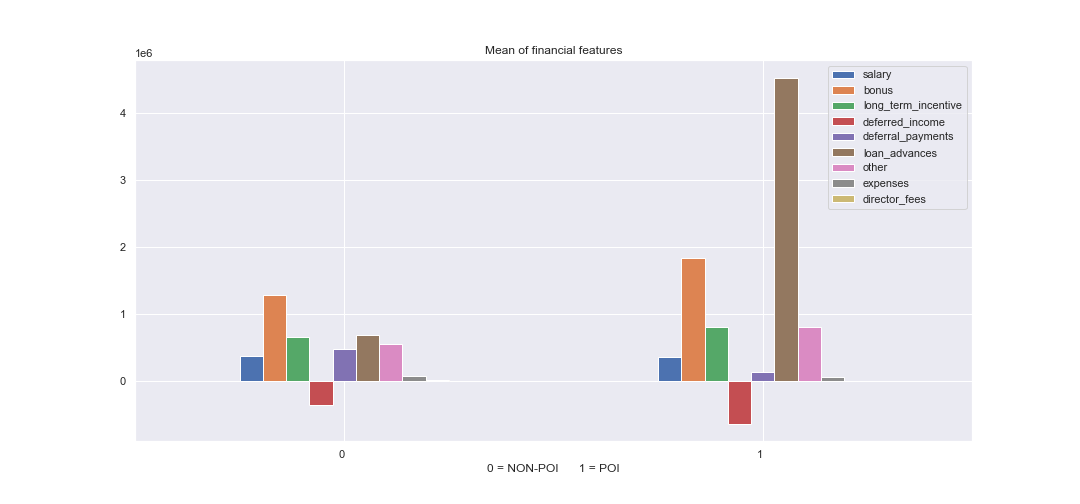 Mean of financial features
1e6
salary
bonus
long_term_incentive
deferred_income
deferral_payments
loan_advances
other
expenses
director_fees
4
3
2
1
0
0
1
0 = NON-POI      1 = POI